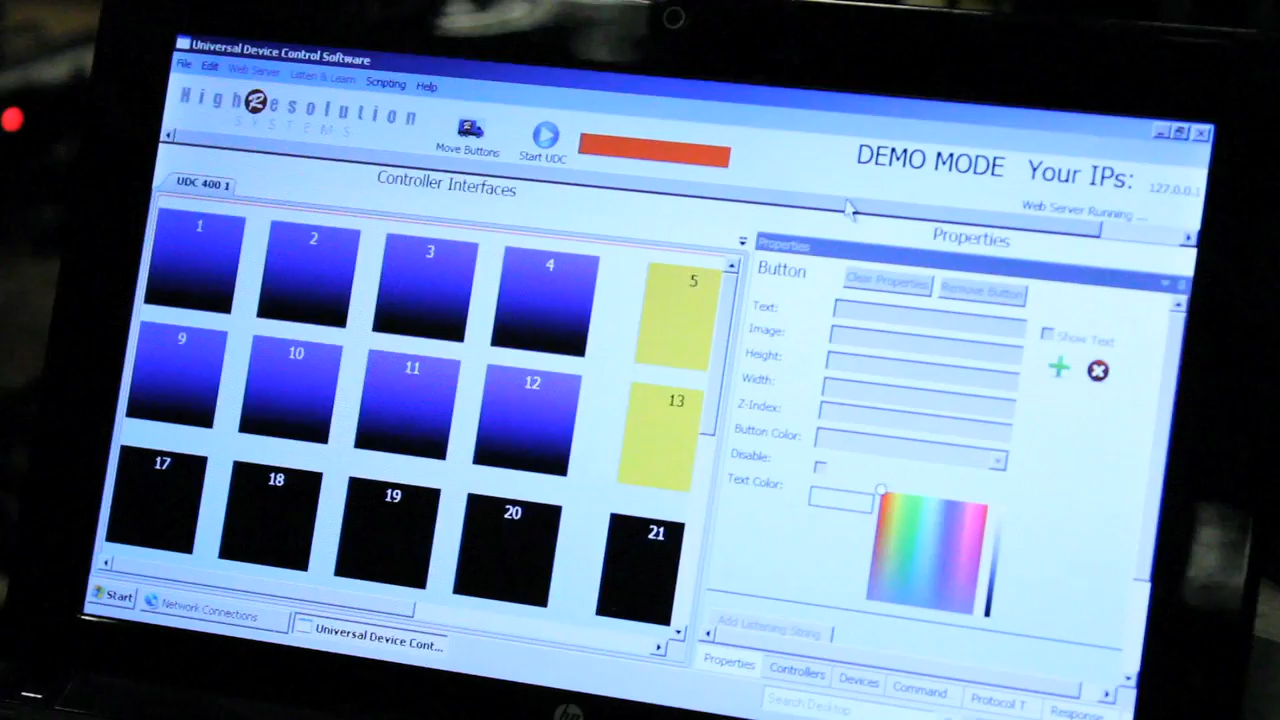 Universal Device Control Software
File Edit Web Server Listen & Learn Scripting Help
High Resolution
SYSTEMS
Move Buttons
Start UDC
DEMO MODE Your IPs: 127.0.0.1
Web Server Running ...
UDC 400 1
Controller Interfaces
Properties
Properties
1 2 3 4 5
9 10 11 12 13
17 18 19 20 21
Button
Clear Properties
Remove Button
Text:
Show Text
Image:
Height:
Width:
Z-Index:
Button Color:
Disable:
Text Color:
Add Listening String
Properties Controllers Devices Command Protocol T Response
Start
Network Connections
Universal Device Cont...
Search Desktop
hp